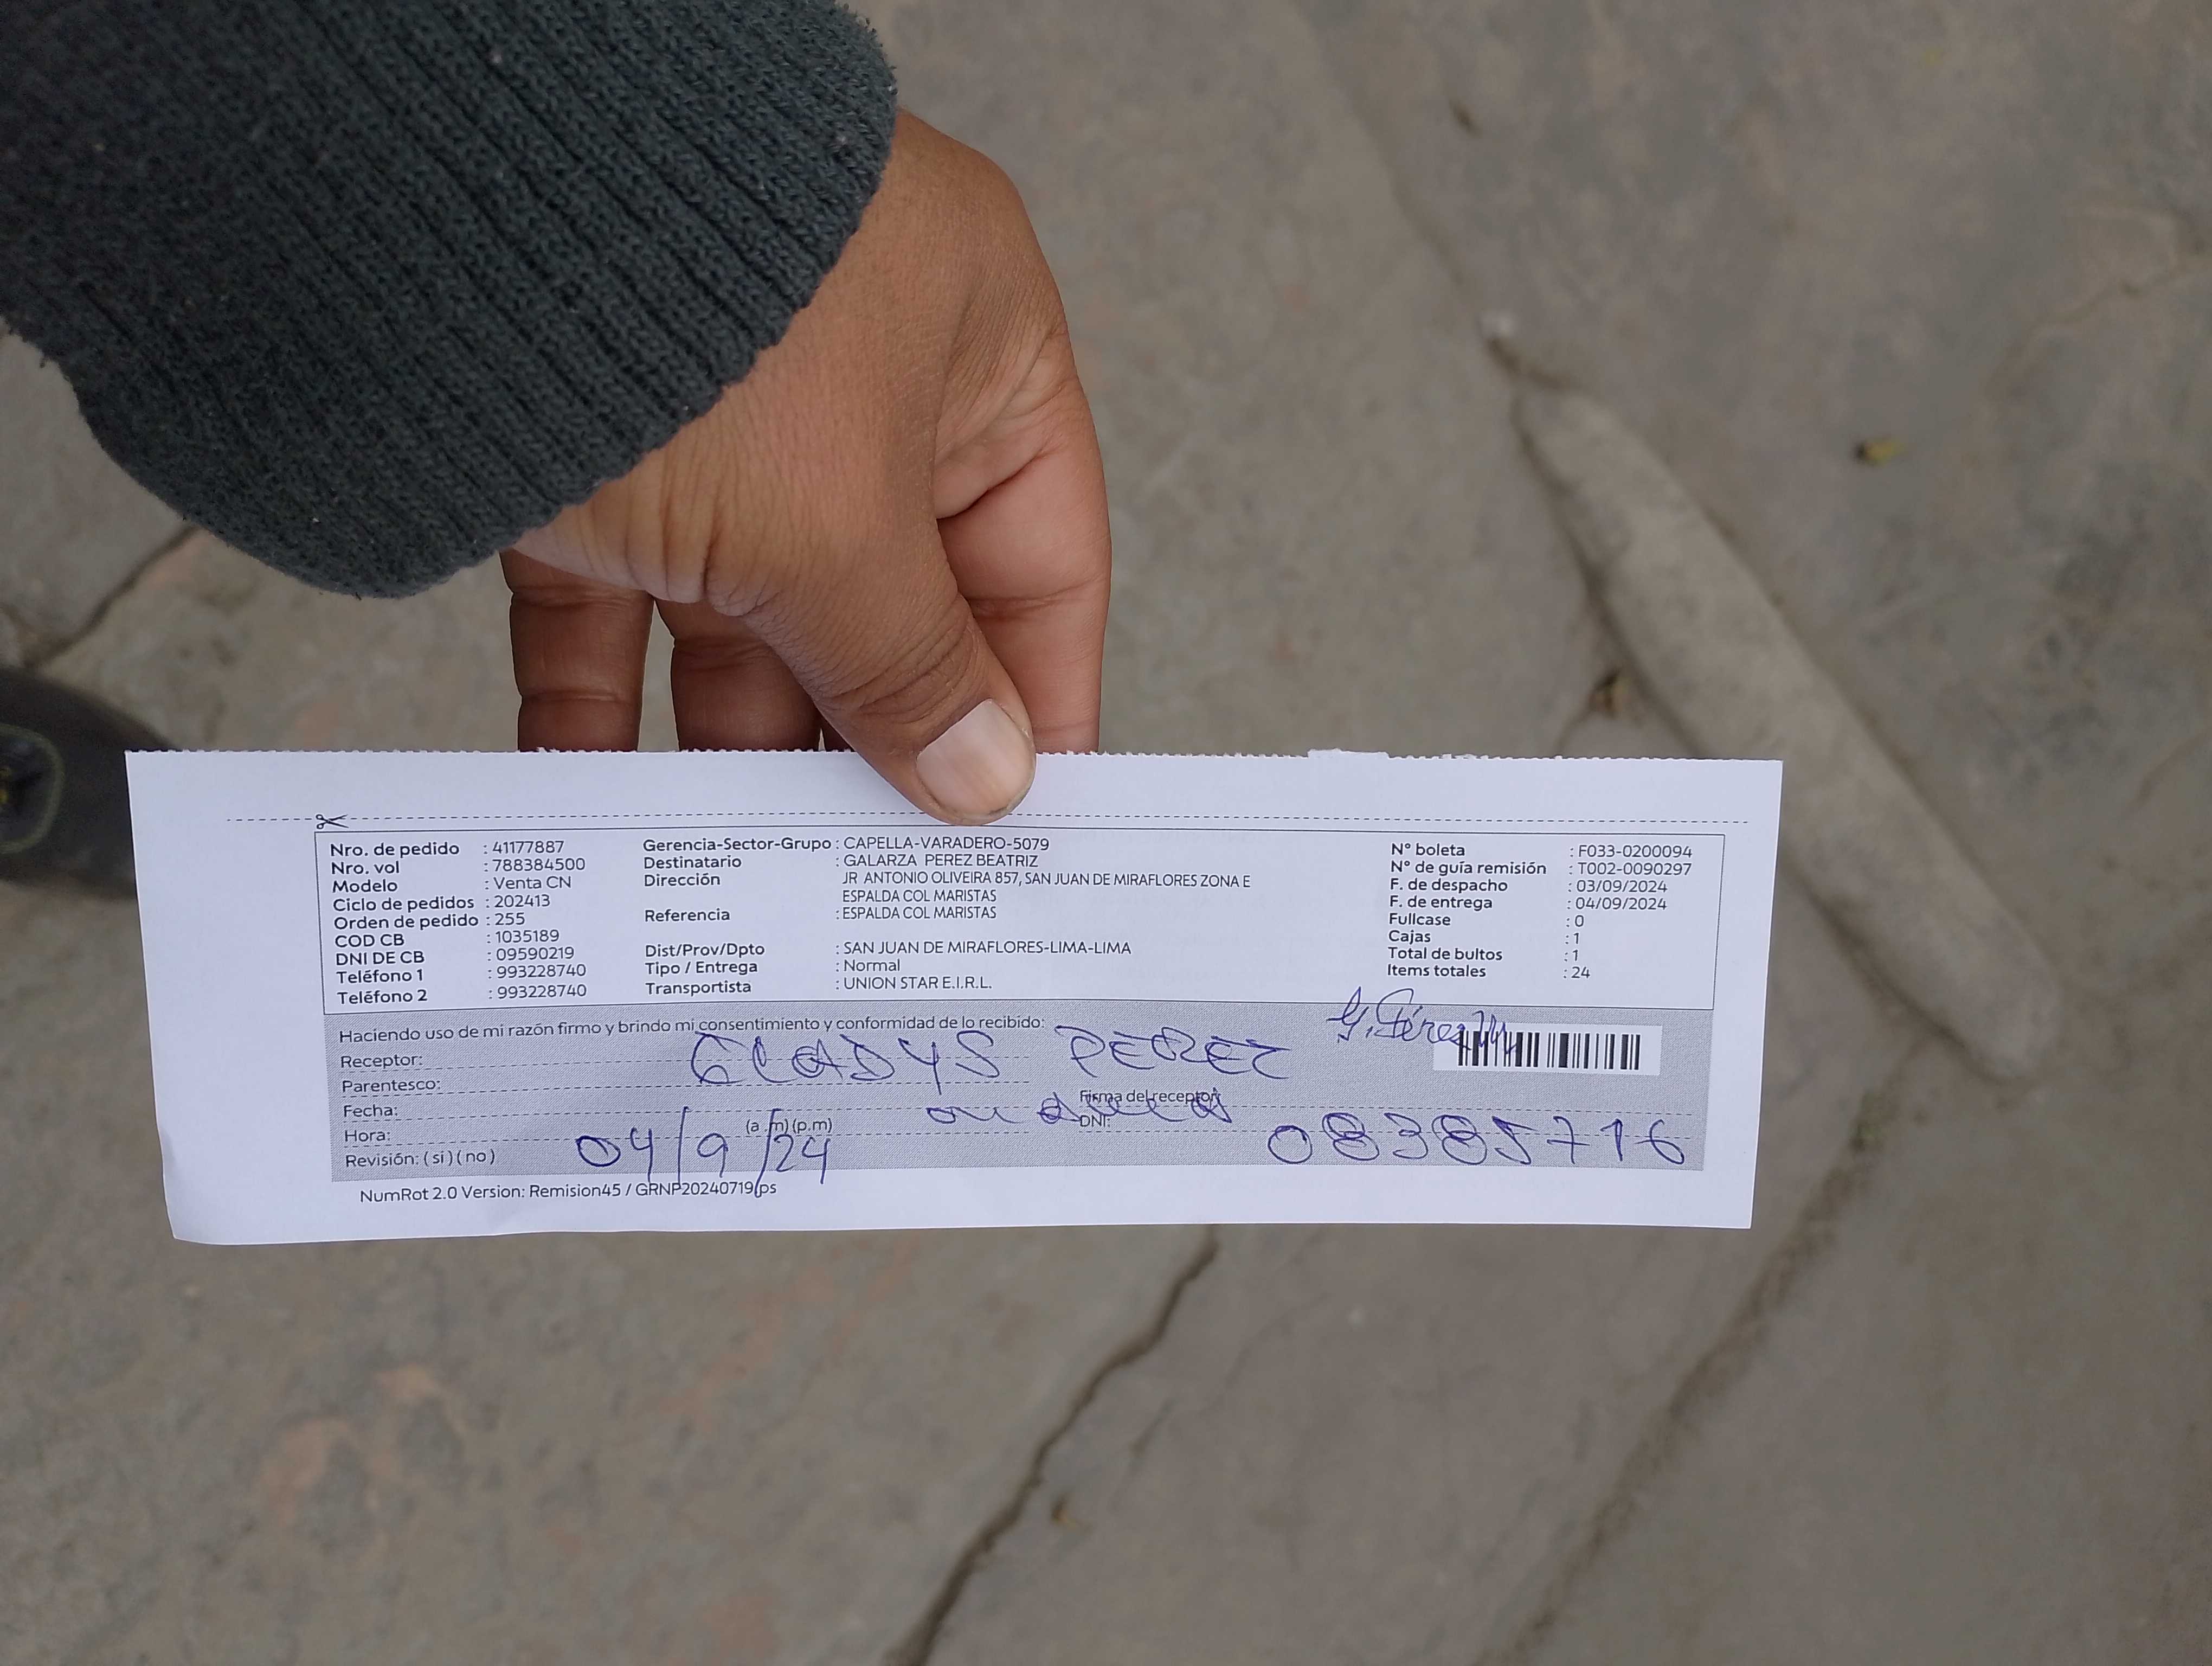 Nro. de pedido : 41177887
Nro. vol : 788384500
Modelo : Venta CN
Ciclo de pedidos : 202413
Orden de pedido : 255
COD CB : 1035189
DNI DE CB : 09590219
Teléfono 1 : 993228740
Teléfono 2 : 993228740
Gerencia-Sector-Grupo : CAPELLA-VARADERO-5079
Destinatario : GALARZA PEREZ BEATRIZ
Dirección JR ANTONIO OLIVEIRA 857, SAN JUAN DE MIRAFLORES ZONA E
ESPALDA COL MARISTAS
Referencia : ESPALDA COL MARISTAS
Dist/Prov/Dpto : SAN JUAN DE MIRAFLORES-LIMA-LIMA
Tipo / Entrega : Normal
Transportista : UNION STAR E.I.R.L.
N° boleta : F033-0200094
N° de guía remisión : T002-0090297
F. de despacho : 03/09/2024
F. de entrega : 04/09/2024
Fullcase : 0
Cajas : 1
Total de bultos : 1
Items totales : 24
Haciendo uso de mi razón firmo y brindo mi consentimiento y conformidad de lo recibido:
Receptor: GLADYS PEREZ G. Pérez
Parentesco:
Fecha: Firma del receptor:
Hora: (a .m) (p.m) DNI: 08385716
Revisión: ( si ) ( no ) 04/9/24
NumRot 2.0 Version: Remision45 / GRNP20240719.ps